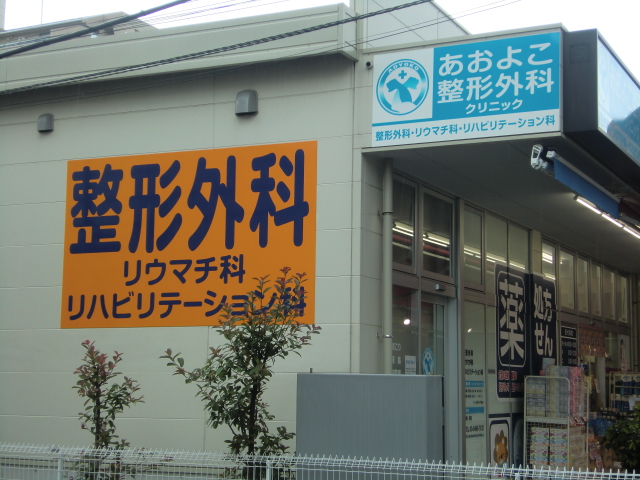 整形外科
リウマチ科
リハビリテーション科
AOYOKO
あおよこ
整形外科
クリニック
整形外科・リウマチ科・リハビリテーション科
薬
処方
せん